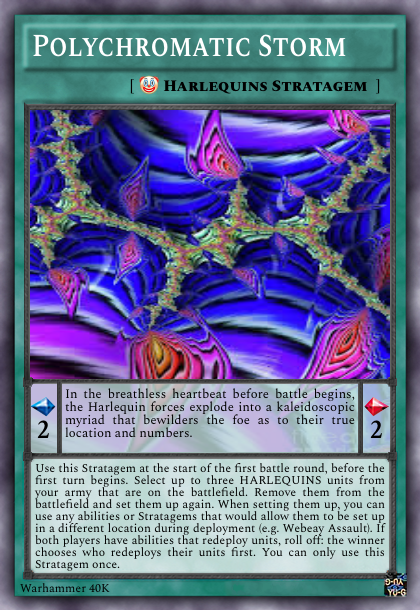 POLYCHROMATIC STORM
[ 🤡 HARLEQUINS STRATAGEM ]
In the breathless heartbeat before battle begins,
the Harlequin forces explode into a kaleidoscopic
myriad that bewilders the foe as to their true
location and numbers.
2
2
Use this Stratagem at the start of the first battle round, before the
first turn begins. Select up to three HARLEQUINS units from
your army that are on the battlefield. Remove them from the
battlefield and set them up again. When setting them up, you can
use any abilities or Stratagems that would allow them to be set up
in a different location during deployment (e.g. Webeay Assault). If
both players have abilities that redeploy units, roll off: the winner
chooses who redeploys their units first. You can only use this
Stratagem once.
Warhammer 40K